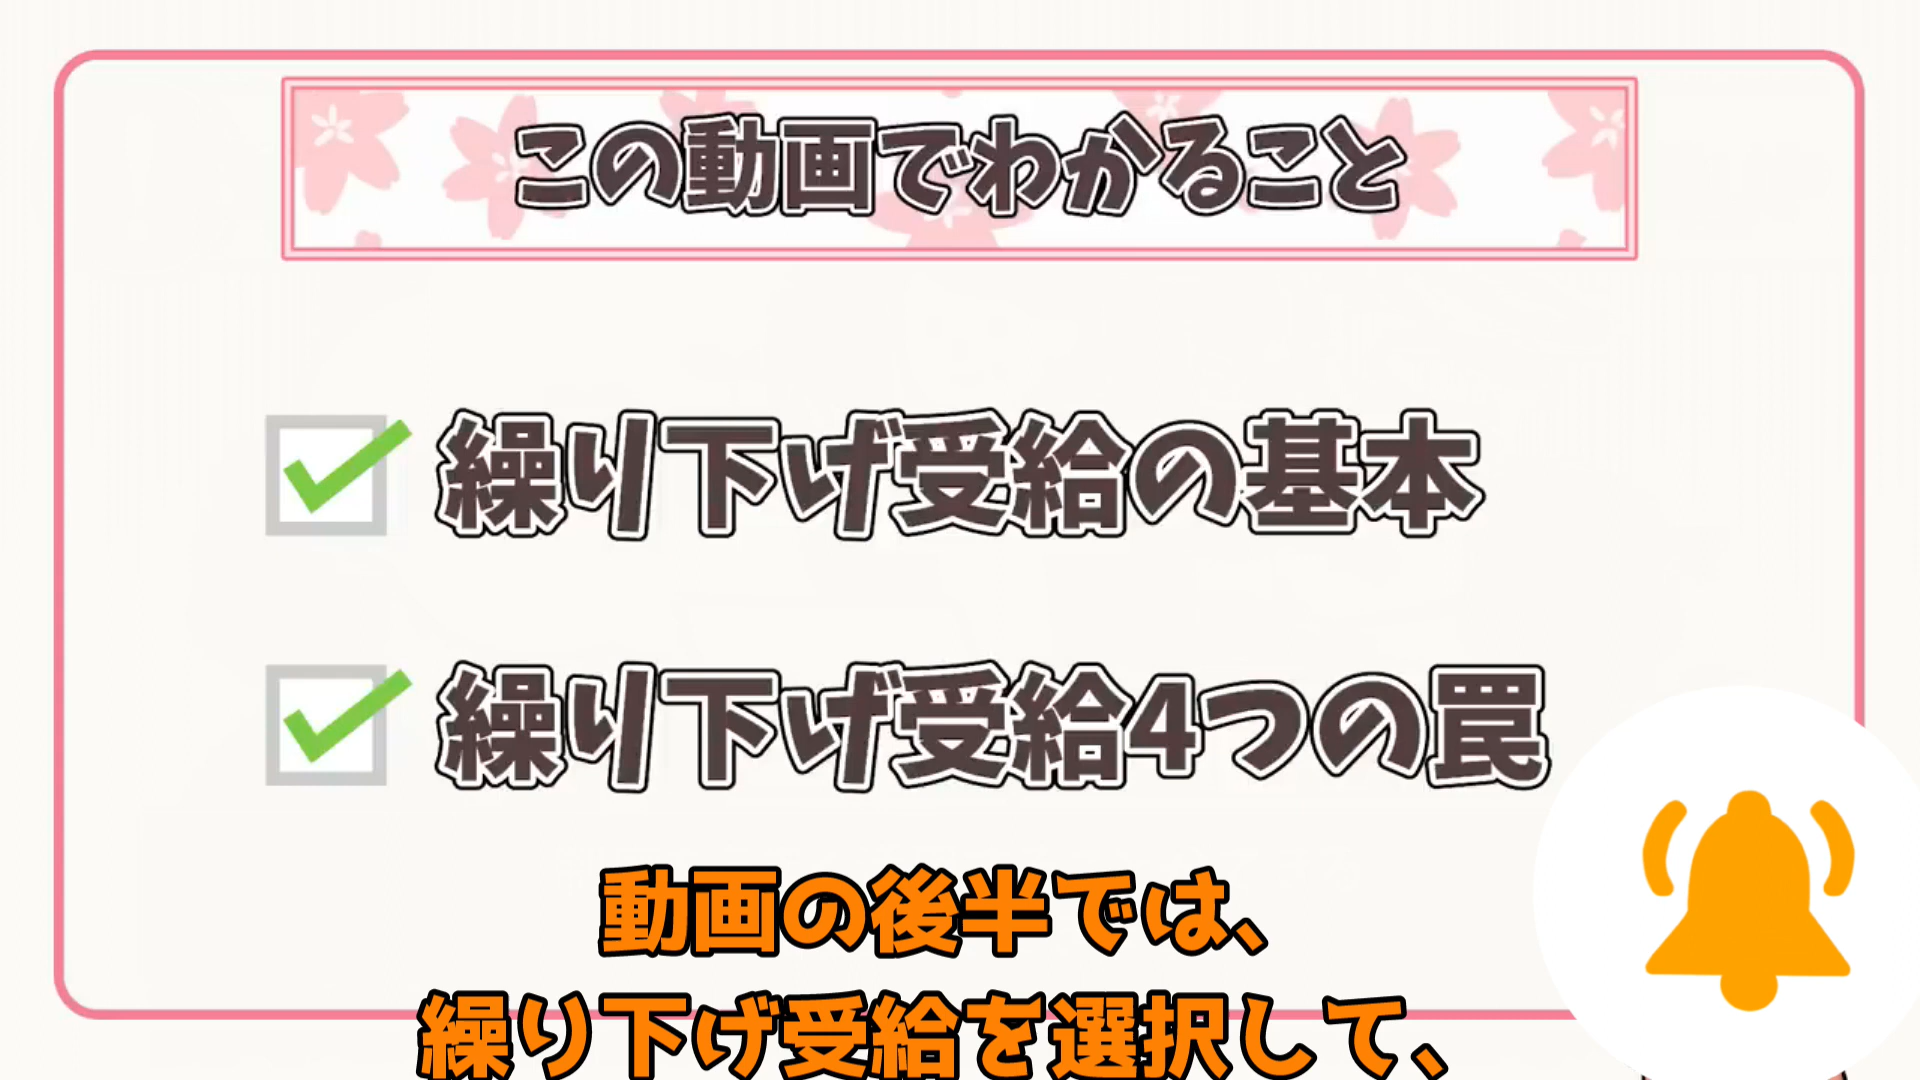 この動画でわかること
繰り下げ受給の基本
繰り下げ受給4つの罠
動画の後半では、
繰り下げ受給を選択して、